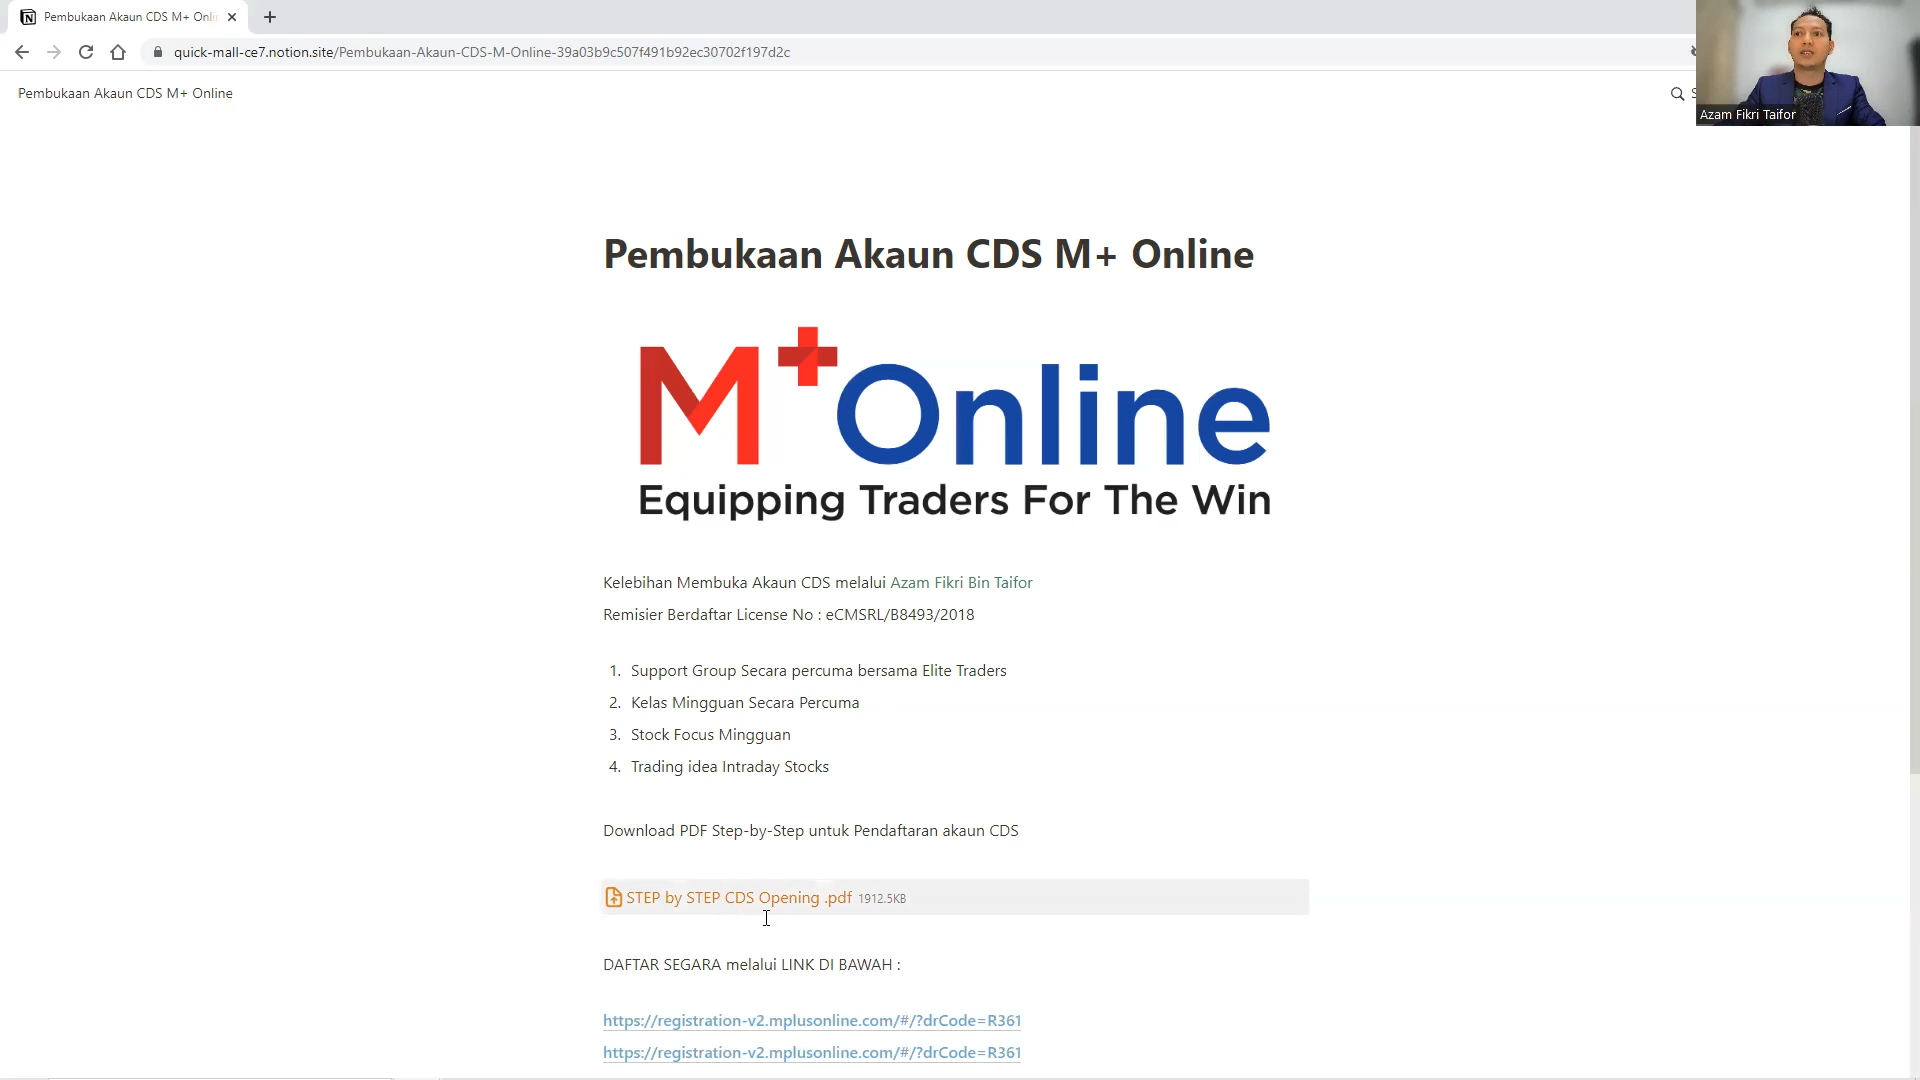 Pembukaan Akaun CDS M+ Onli
quick-mall-ce7.notion.site/Pembukaan-Akaun-CDS-M-Online-39a03b9c507f491b92ec30702f197d2c
Pembukaan Akaun CDS M+ Online
S
Azam Fikri Taifor
Pembukaan Akaun CDS M+ Online
M+Online
Equipping Traders For The Win
Kelebihan Membuka Akaun CDS melalui Azam Fikri Bin Taifor
Remisier Berdaftar License No : eCMSRL/B8493/2018
1. Support Group Secara percuma bersama Elite Traders
2. Kelas Mingguan Secara Percuma
3. Stock Focus Mingguan
4. Trading idea Intraday Stocks
Download PDF Step-by-Step untuk Pendaftaran akaun CDS
STEP by STEP CDS Opening .pdf 1912.5KB
DAFTAR SEGARA melalui LINK DI BAWAH :
https://registration-v2.mplusonline.com/#/?drCode=R361
https://registration-v2.mplusonline.com/#/?drCode=R361